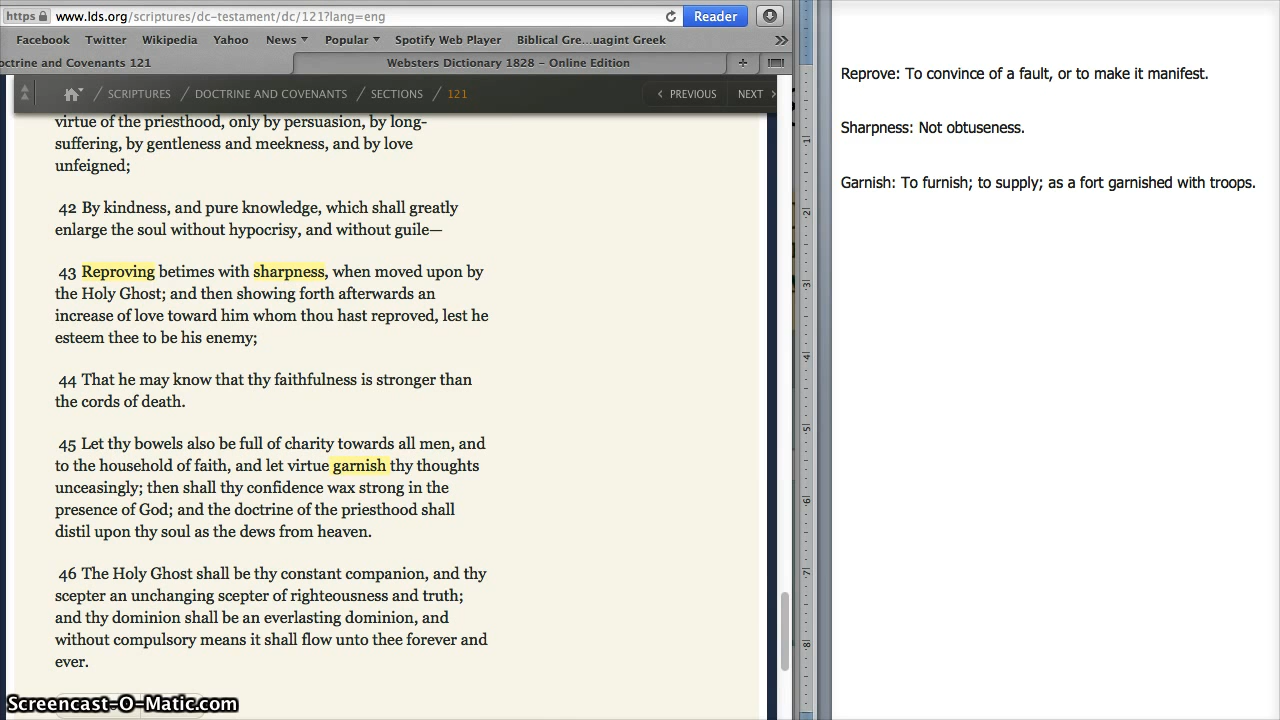 https www.lds.org/scriptures/dc-testament/dc/121?lang=eng Reader
Facebook Twitter Wikipedia Yahoo News Popular Spotify Web Player Biblical Gre...uagint Greek »
octrine and Covenants 121 Websters Dictionary 1828 - Online Edition +
/ SCRIPTURES / DOCTRINE AND COVENANTS / SECTIONS / 121 ‹ PREVIOUS NEXT ›
virtue of the priesthood, only by persuasion, by long-
suffering, by gentleness and meekness, and by love
unfeigned;
42 By kindness, and pure knowledge, which shall greatly
enlarge the soul without hypocrisy, and without guile—
43 Reproving betimes with sharpness, when moved upon by
the Holy Ghost; and then showing forth afterwards an
increase of love toward him whom thou hast reproved, lest he
esteem thee to be his enemy;
44 That he may know that thy faithfulness is stronger than
the cords of death.
45 Let thy bowels also be full of charity towards all men, and
to the household of faith, and let virtue garnish thy thoughts
unceasingly; then shall thy confidence wax strong in the
presence of God; and the doctrine of the priesthood shall
distil upon thy soul as the dews from heaven.
46 The Holy Ghost shall be thy constant companion, and thy
scepter an unchanging scepter of righteousness and truth;
and thy dominion shall be an everlasting dominion, and
without compulsory means it shall flow unto thee forever and
ever.
1
2
3
4
5
6
7
8
Reprove: To convince of a fault, or to make it manifest.
Sharpness: Not obtuseness.
Garnish: To furnish; to supply; as a fort garnished with troops.
Screencast-O-Matic.com